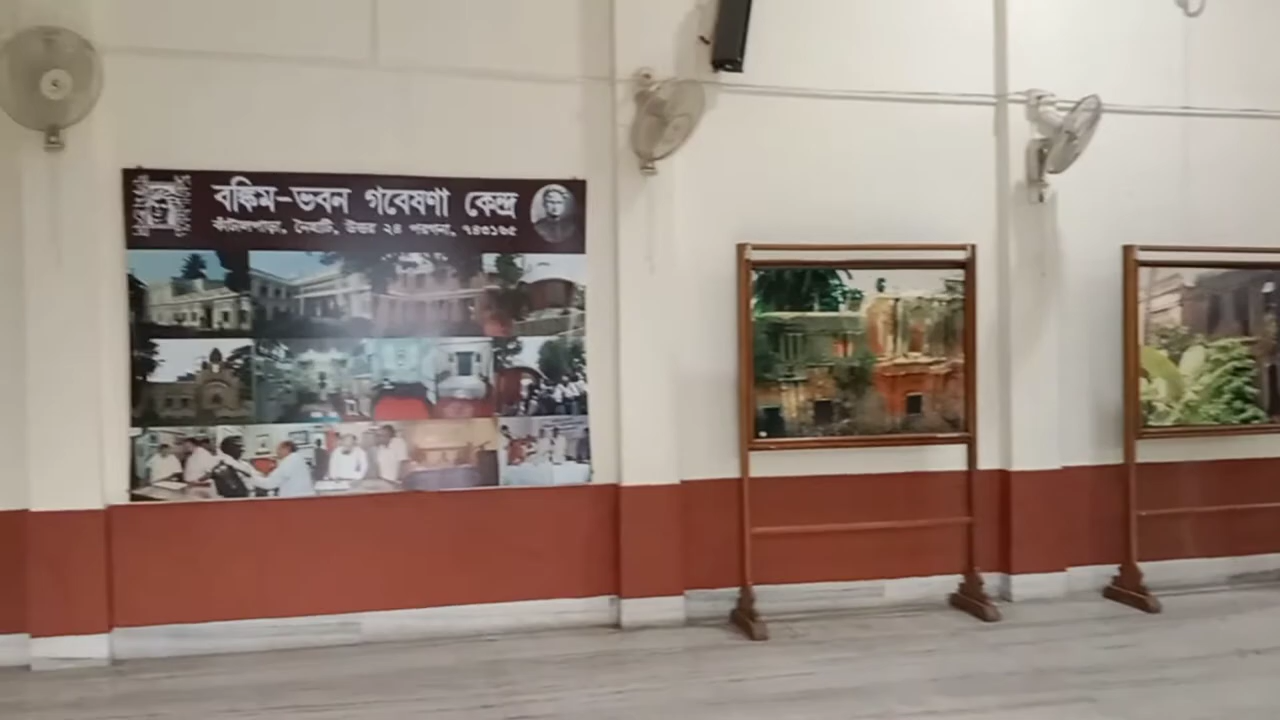 বঙ্কিম-ভবন গবেষণা কেন্দ্র
কাঁটালপাড়া, নৈহাটি, উত্তর ২৪ পরগনা, ৭৪৩১৬৫